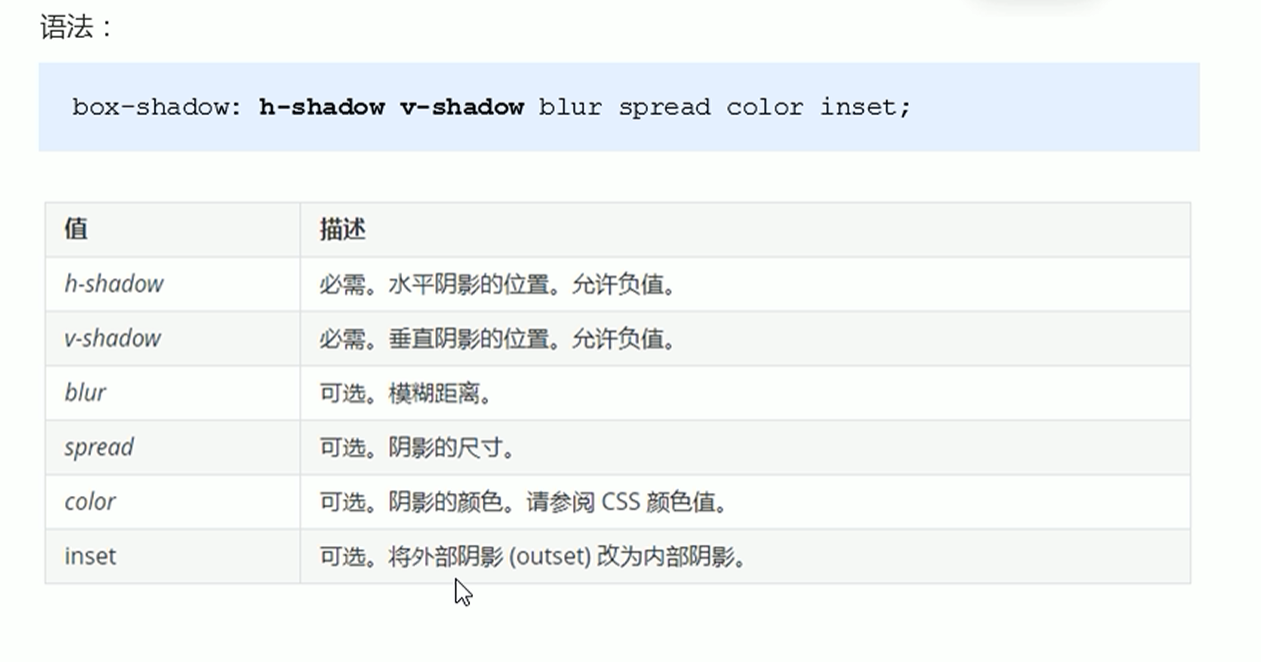 语法：
box-shadow: h-shadow v-shadow blur spread color inset;
值 描述
h-shadow 必需。水平阴影的位置。允许负值。
v-shadow 必需。垂直阴影的位置。允许负值。
blur 可选。模糊距离。
spread 可选。阴影的尺寸。
color 可选。阴影的颜色。请参阅 CSS 颜色值。
inset 可选。将外部阴影 (outset) 改为内部阴影。